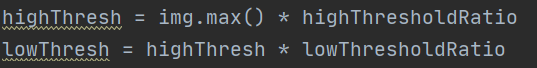 highThresh = img.max() * highThresholdRatio
lowThresh = highThresh * lowThresholdRatio